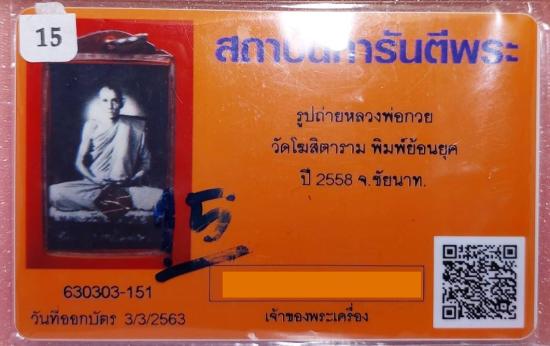 15
สถาบันการันตีพระ
รูปถ่ายหลวงพ่อกวย
วัดโฆสิตาราม พิมพ์ย้อนยุค
ปี 2558 จ.ชัยนาท.
15
630303-151
วันที่ออกบัตร 3/3/2563
เจ้าของพระเครื่อง